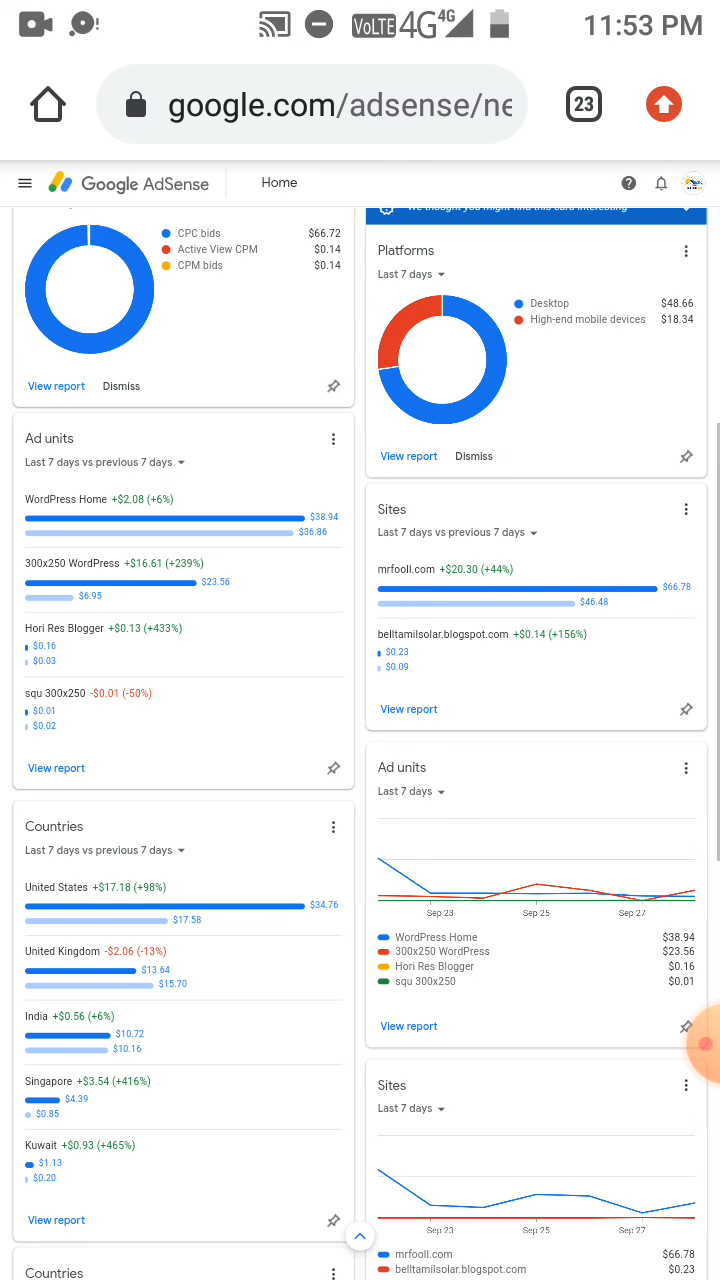 VoLTE 4G 4G 11:53 PM
google.com/adsense/ne
23
Google AdSense
Home
CPC bids $66.72
Active View CPM $0.14
CPM bids $0.14
View report Dismiss
Ad units
Last 7 days vs previous 7 days
WordPress Home +$2.08 (+6%)
$38.94
$36.86
300x250 WordPress +$16.61 (+239%)
$23.56
$6.95
Hori Res Blogger +$0.13 (+433%)
$0.16
$0.03
squ 300x250 -$0.01 (-50%)
$0.01
$0.02
View report
Countries
Last 7 days vs previous 7 days
United States +$17.18 (+98%)
$34.76
$17.58
United Kingdom -$2.06 (-13%)
$13.64
$15.70
India +$0.56 (+6%)
$10.72
$10.16
Singapore +$3.54 (+416%)
$4.39
$0.85
Kuwait +$0.93 (+465%)
$1.13
$0.20
View report
Countries
We thought you might find this card interesting
Platforms
Last 7 days
Desktop $48.66
High-end mobile devices $18.34
View report Dismiss
Sites
Last 7 days vs previous 7 days
mrfooll.com +$20.30 (+44%)
$66.78
$46.48
belltamilsolar.blogspot.com +$0.14 (+156%)
$0.23
$0.09
View report
Ad units
Last 7 days
Sep 23 Sep 25 Sep 27
WordPress Home $38.94
300x250 WordPress $23.56
Hori Res Blogger $0.16
squ 300x250 $0.01
View report
Sites
Last 7 days
Sep 23 Sep 25 Sep 27
mrfooll.com $66.78
belltamilsolar.blogspot.com $0.23